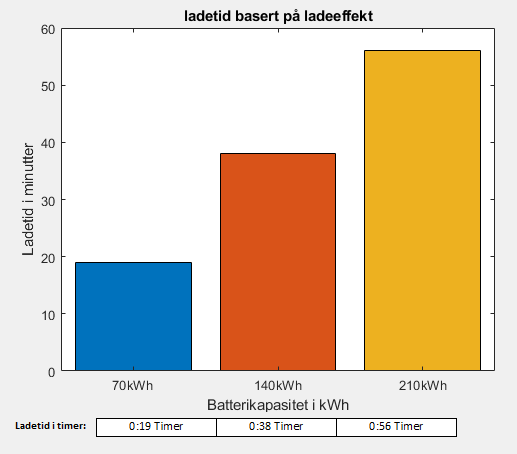 ladetid basert på ladeeffekt
60
50
40
30
20
10
0
Ladetid i minutter
70kWh 140kWh 210kWh
Batterikapasitet i kWh
Ladetid i timer: 0:19 Timer 0:38 Timer 0:56 Timer